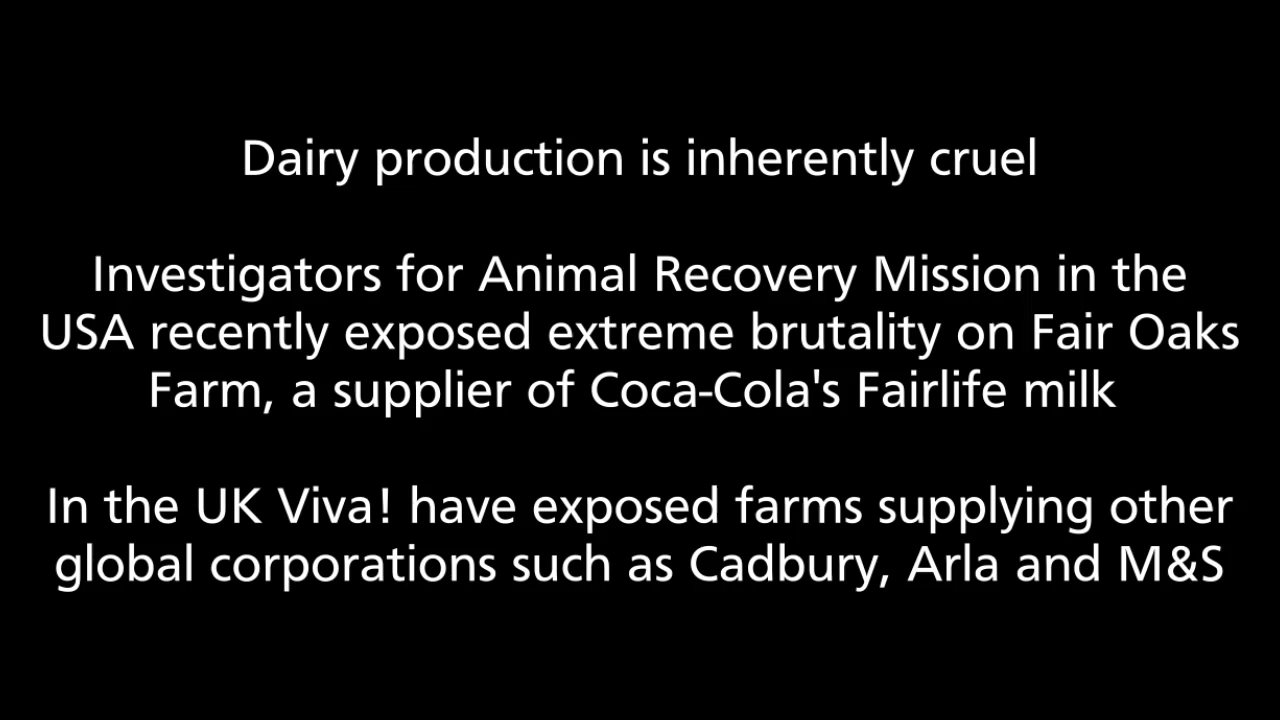 Dairy production is inherently cruel
Investigators for Animal Recovery Mission in the
USA recently exposed extreme brutality on Fair Oaks
Farm, a supplier of Coca-Cola's Fairlife milk
In the UK Viva! have exposed farms supplying other
global corporations such as Cadbury, Arla and M&S